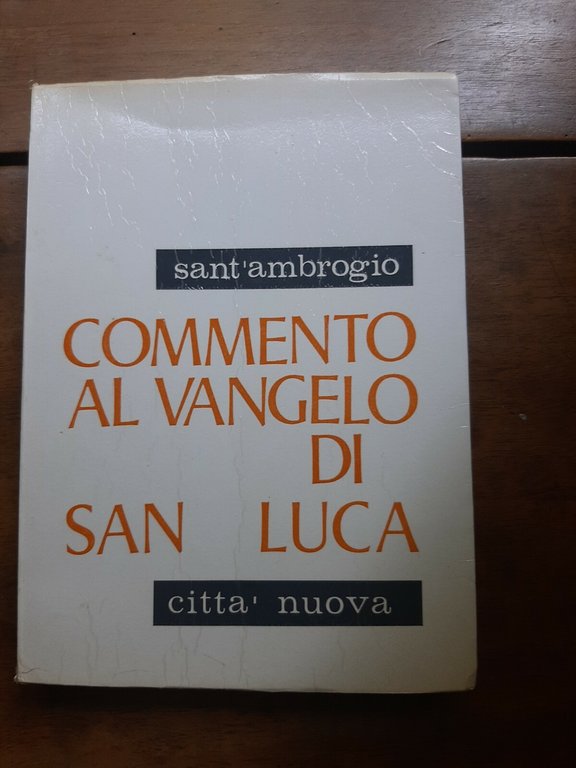 sant'ambrogio
COMMENTO
AL VANGELO
DI
SAN LUCA
citta' nuova